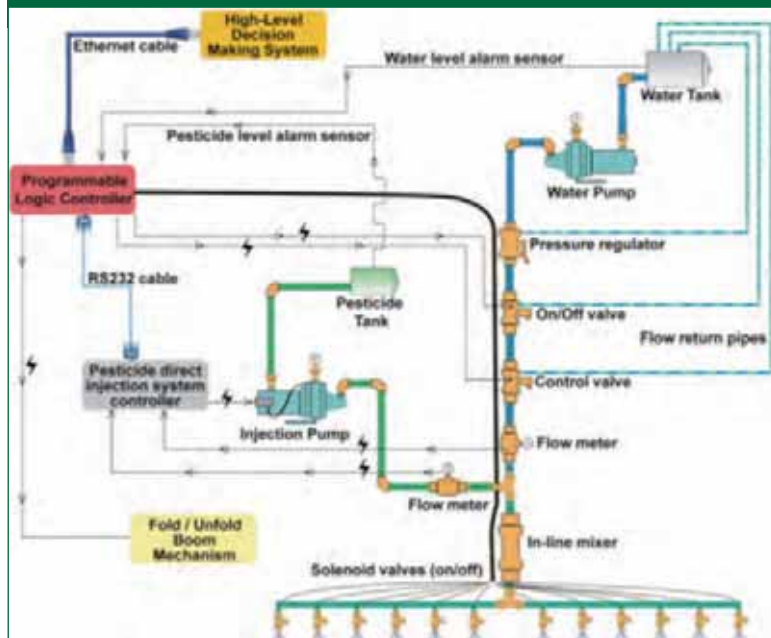 High-Level
Decision
Making System
Ethernet cable
Water level alarm sensor
Water Tank
Pesticide level alarm sensor
Programmable
Logic Controller
Water Pump
Pressure regulator
RS232 cable
Pesticide
Tank
On/Off valve
Flow return pipes
Pesticide direct
injection system
controller
Control valve
Injection Pump
Flow meter
Flow meter
Fold / Unfold
Boom
Mechanism
In-line mixer
Solenoid valves (on/off)